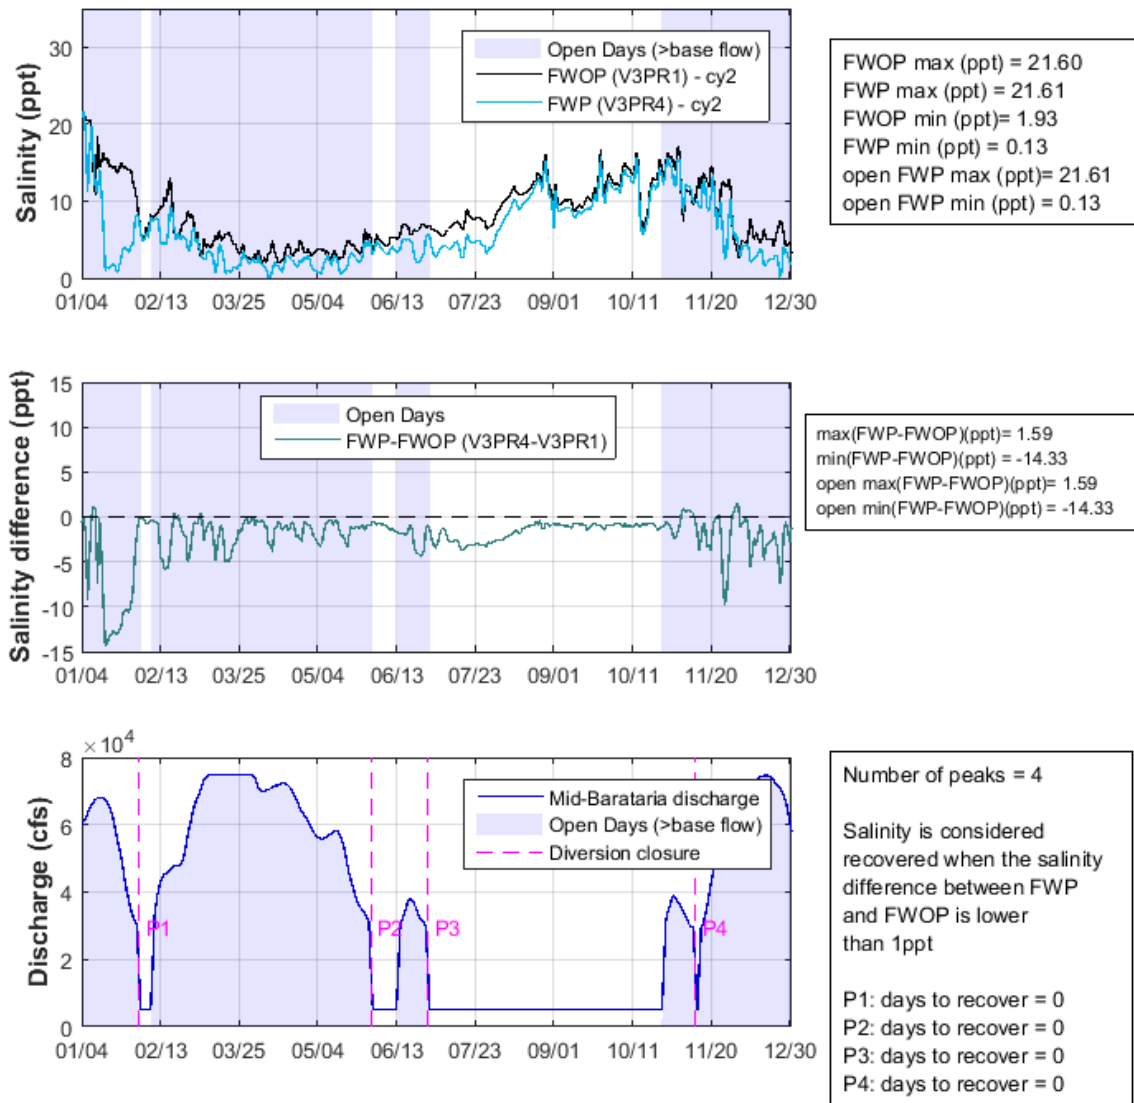 Salinity (ppt)
30
20
10
0
Open Days (>base flow)
FWOP (V3PR1) - cy2
FWP (V3PR4) - cy2
01/04 02/13 03/25 05/04 06/13 07/23 09/01 10/11 11/20 12/30
FWOP max (ppt) = 21.60
FWP max (ppt) = 21.61
FWOP min (ppt)= 1.93
FWP min (ppt) = 0.13
open FWP max (ppt)= 21.61
open FWP min (ppt) = 0.13
Salinity difference (ppt)
15
10
5
0
-5
-10
-15
Open Days
FWP-FWOP (V3PR4-V3PR1)
01/04 02/13 03/25 05/04 06/13 07/23 09/01 10/11 11/20 12/30
max(FWP-FWOP)(ppt)= 1.59
min(FWP-FWOP)(ppt) = -14.33
open max(FWP-FWOP)(ppt)= 1.59
open min(FWP-FWOP)(ppt) = -14.33
Discharge (cfs)
×10^4
8
6
4
2
0
Mid-Barataria discharge
Open Days (>base flow)
Diversion closure
P1 P2 P3 P4
01/04 02/13 03/25 05/04 06/13 07/23 09/01 10/11 11/20 12/30
Number of peaks = 4
Salinity is considered
recovered when the salinity
difference between FWP
and FWOP is lower
than 1ppt
P1: days to recover = 0
P2: days to recover = 0
P3: days to recover = 0
P4: days to recover = 0